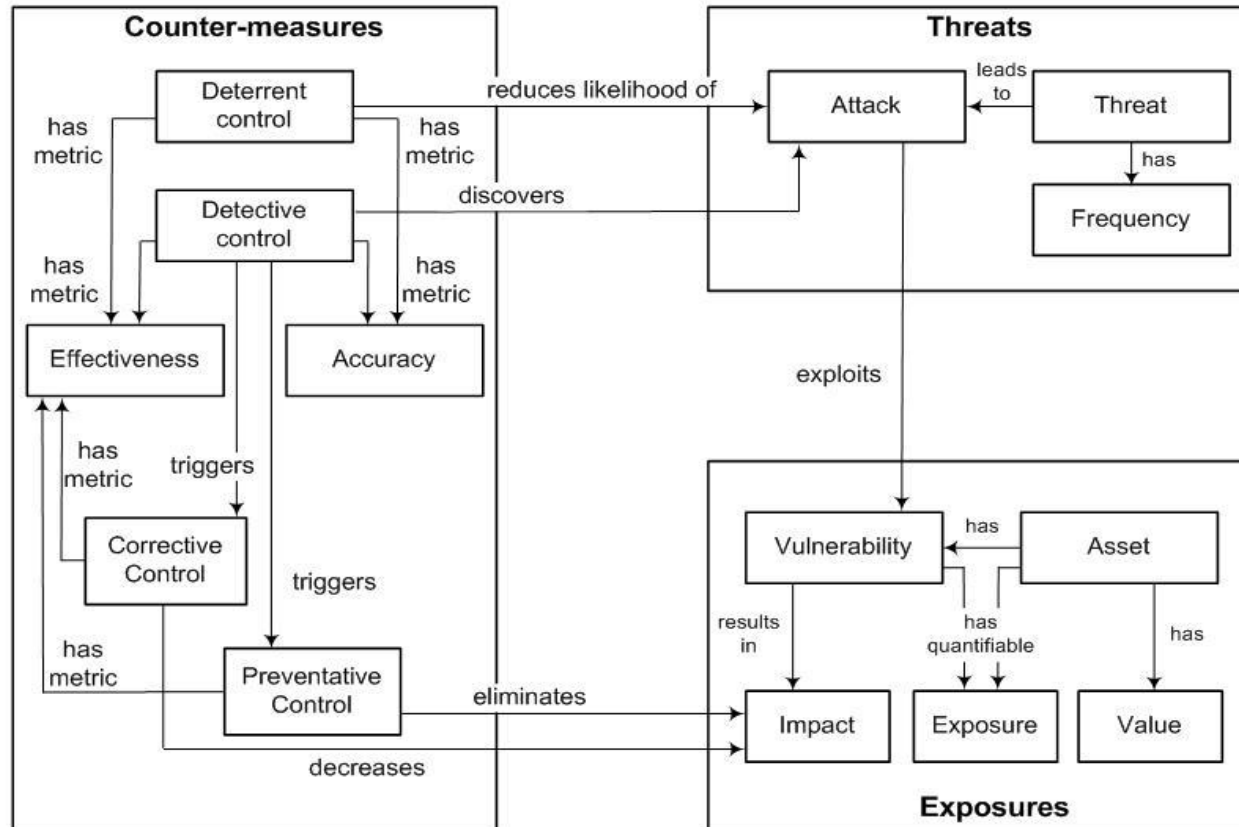 Counter-measures
Deterrent
control
has
metric
has
metric
Detective
control
has
metric
has
metric
Effectiveness
Accuracy
has
metric
triggers
Corrective
Control
triggers
has
metric
Preventative
Control
reduces likelihood of
discovers
exploits
eliminates
decreases
Threats
Attack
leads
to
Threat
has
Frequency
Vulnerability
has
Asset
results
in
has
quantifiable
has
Impact
Exposure
Value
Exposures